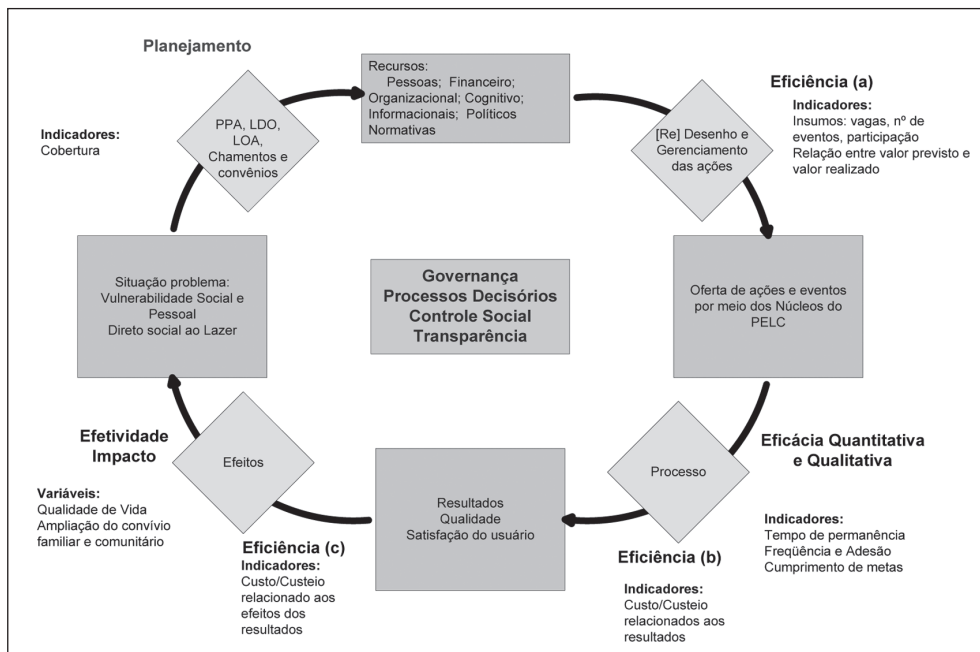 Planejamento
Indicadores:
Cobertura
PPA, LDO,
LOA,
Chamentos e
convênios
Recursos:
Pessoas; Financeiro;
Organizacional; Cognitivo;
Informacionais; Políticos
Normativas
[Re] Desenho e
Gerenciamento
das ações
Eficiência (a)
Indicadores:
Insumos: vagas, nº de
eventos, participação
Relação entre valor previsto e
valor realizado
Situação problema:
Vulnerabilidade Social e
Pessoal
Direto social ao Lazer
Governança
Processos Decisórios
Controle Social
Transparência
Oferta de ações e eventos
por meio dos Núcleos do
PELC
Efetividade
Impacto
Variáveis:
Qualidade de Vida
Ampliação do convívio
familiar e comunitário
Efeitos
Eficiência (c)
Indicadores:
Custo/Custeio
relacionado aos
efeitos dos
resultados
Resultados
Qualidade
Satisfação do usuário
Processo
Eficiência (b)
Indicadores:
Custo/Custeio
relacionados aos
resultados
Eficácia Quantitativa
e Qualitativa
Indicadores:
Tempo de permanência
Freqüência e Adesão
Cumprimento de metas